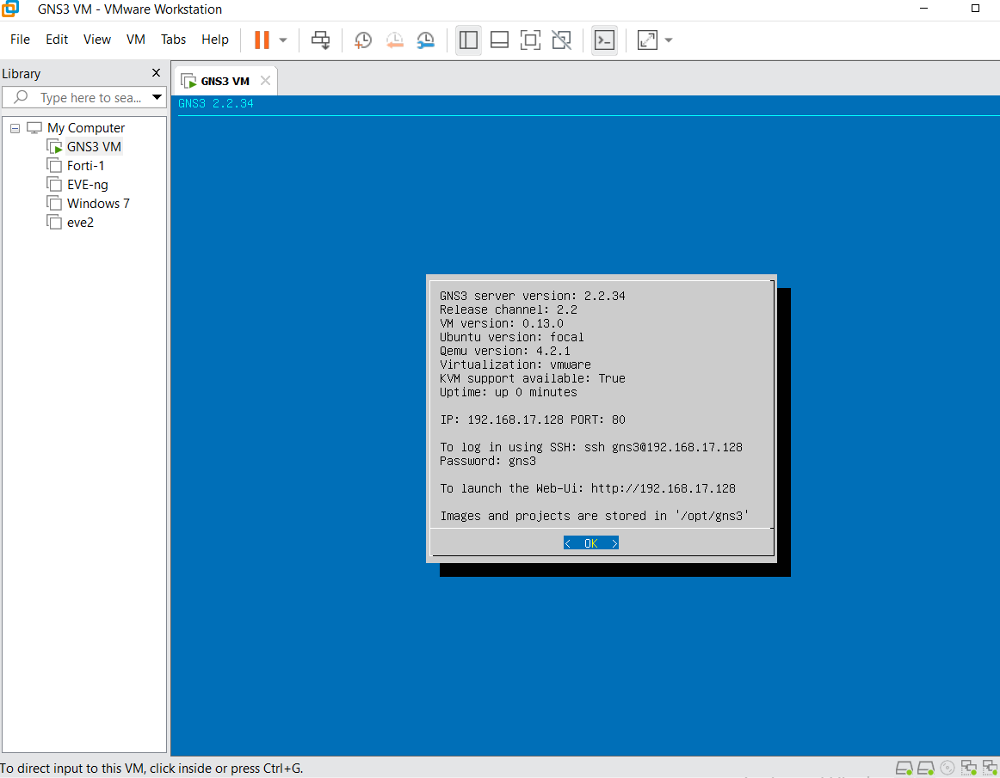 GNS3 VM - VMware Workstation
File Edit View VM Tabs Help
Library
Type here to sea...
My Computer
GNS3 VM
Forti-1
EVE-ng
Windows 7
eve2
GNS3 VM
GNS3 2.2.34
GNS3 server version: 2.2.34
Release channel: 2.2
VM version: 0.13.0
Ubuntu version: focal
Qemu version: 4.2.1
Virtualization: vmware
KVM support available: True
Uptime: up 0 minutes
IP: 192.168.17.128 PORT: 80
To log in using SSH: ssh gns3@192.168.17.128
Password: gns3
To launch the Web-Ui: http://192.168.17.128
Images and projects are stored in '/opt/gns3'
< OK >
To direct input to this VM, click inside or press Ctrl+G.